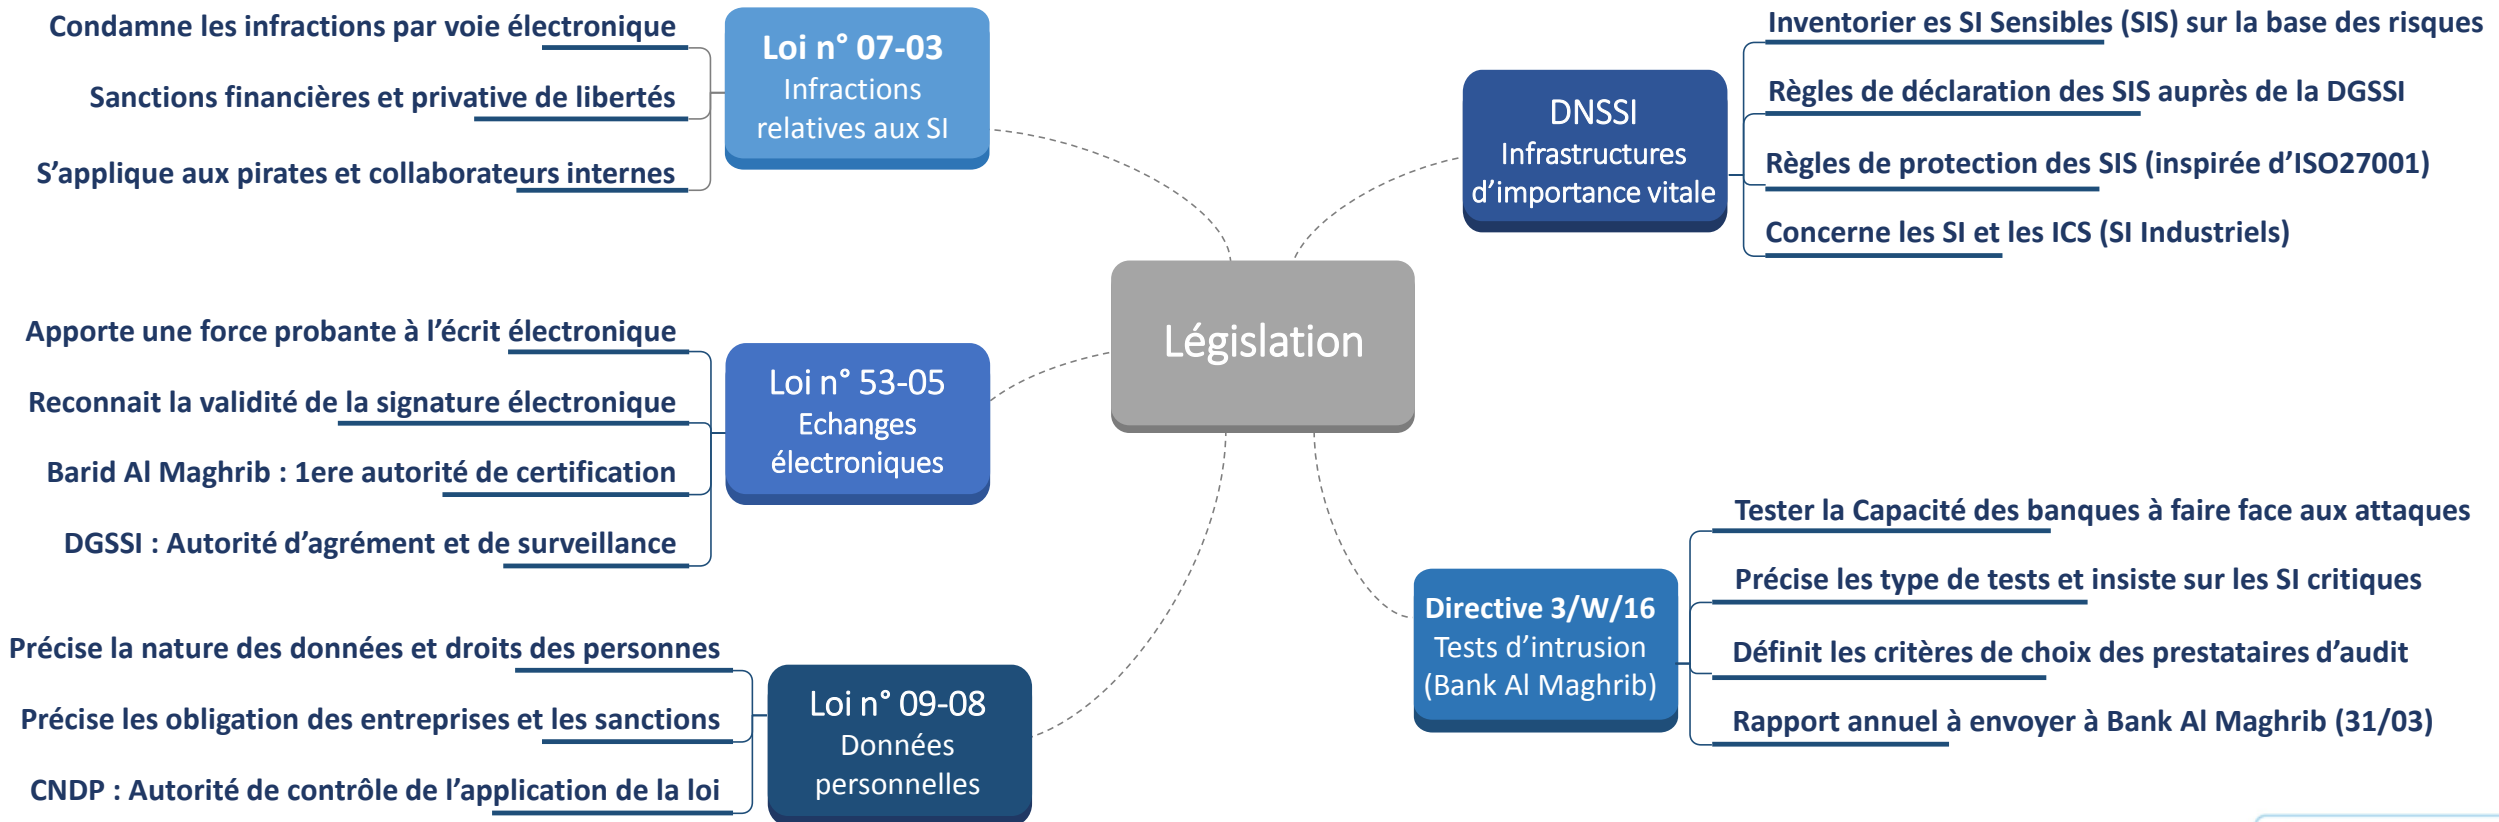 Condamne les infractions par voie électronique
Sanctions financières et privative de libertés
S’applique aux pirates et collaborateurs internes
Loi n° 07-03
Infractions
relatives aux SI
Apporte une force probante à l’écrit électronique
Reconnait la validité de la signature électronique
Barid Al Maghrib : 1ere autorité de certification
DGSSI : Autorité d’agrément et de surveillance
Loi n° 53-05
Echanges
électroniques
Précise la nature des données et droits des personnes
Précise les obligation des entreprises et les sanctions
CNDP : Autorité de contrôle de l’application de la loi
Loi n° 09-08
Données
personnelles
Législation
DNSSI
Infrastructures
d’importance vitale
Inventorier es SI Sensibles (SIS) sur la base des risques
Règles de déclaration des SIS auprès de la DGSSI
Règles de protection des SIS (inspirée d’ISO27001)
Concerne les SI et les ICS (SI Industriels)
Directive 3/W/16
Tests d’intrusion
(Bank Al Maghrib)
Tester la Capacité des banques à faire face aux attaques
Précise les type de tests et insiste sur les SI critiques
Définit les critères de choix des prestataires d’audit
Rapport annuel à envoyer à Bank Al Maghrib (31/03)